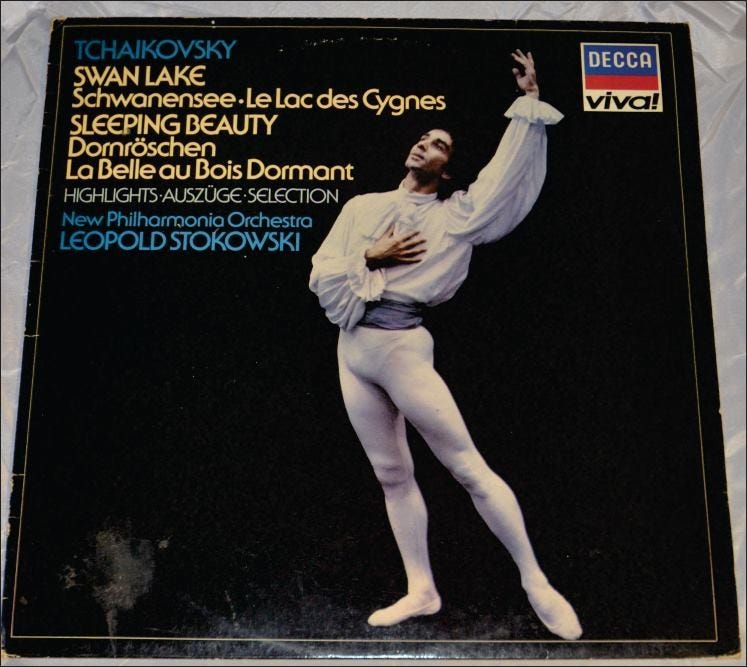 TCHAIKOVSKY
SWAN LAKE
Schwanensee·Le Lac des Cygnes
SLEEPING BEAUTY
Dornröschen
La Belle au Bois Dormant
HIGHLIGHTS·AUSZÜGE·SELECTION
New Philharmonia Orchestra
LEOPOLD STOKOWSKI
DECCA
viva!